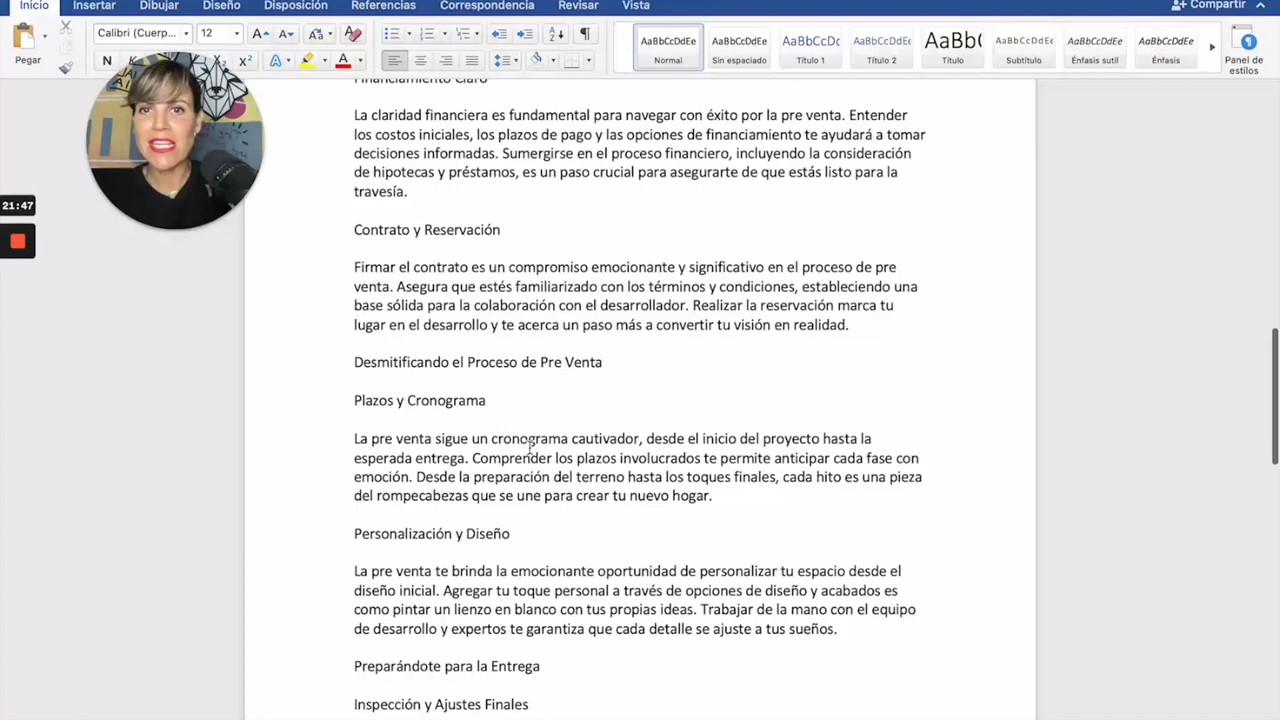 Inicio Insertar Dibujar Diseño Disposición Referencias Correspondencia Revisar Vista Compartir
Pegar
Calibri (Cuerp... 12
N x² A A
AaBbCcDdEe AaBbCcDdEe AaBbCcDc AaBbCcDdEe AaBbC AaBbCcDdEe AaBbCcDdEe AaBbCcDdEe
Normal Sin espaciado Título 1 Título 2 Título Subtítulo Énfasis sutil Énfasis
Panel de
estilos
Financiamiento Claro
La claridad financiera es fundamental para navegar con éxito por la pre venta. Entender
los costos iniciales, los plazos de pago y las opciones de financiamiento te ayudará a tomar
decisiones informadas. Sumergirse en el proceso financiero, incluyendo la consideración
de hipotecas y préstamos, es un paso crucial para asegurarte de que estás listo para la
travesía.
21:47
Contrato y Reservación
Firmar el contrato es un compromiso emocionante y significativo en el proceso de pre
venta. Asegura que estés familiarizado con los términos y condiciones, estableciendo una
base sólida para la colaboración con el desarrollador. Realizar la reservación marca tu
lugar en el desarrollo y te acerca un paso más a convertir tu visión en realidad.
Desmitificando el Proceso de Pre Venta
Plazos y Cronograma
La pre venta sigue un cronograma cautivador, desde el inicio del proyecto hasta la
esperada entrega. Comprender los plazos involucrados te permite anticipar cada fase con
emoción. Desde la preparación del terreno hasta los toques finales, cada hito es una pieza
del rompecabezas que se une para crear tu nuevo hogar.
Personalización y Diseño
La pre venta te brinda la emocionante oportunidad de personalizar tu espacio desde el
diseño inicial. Agregar tu toque personal a través de opciones de diseño y acabados es
como pintar un lienzo en blanco con tus propias ideas. Trabajar de la mano con el equipo
de desarrollo y expertos te garantiza que cada detalle se ajuste a tus sueños.
Preparándote para la Entrega
Inspección y Ajustes Finales